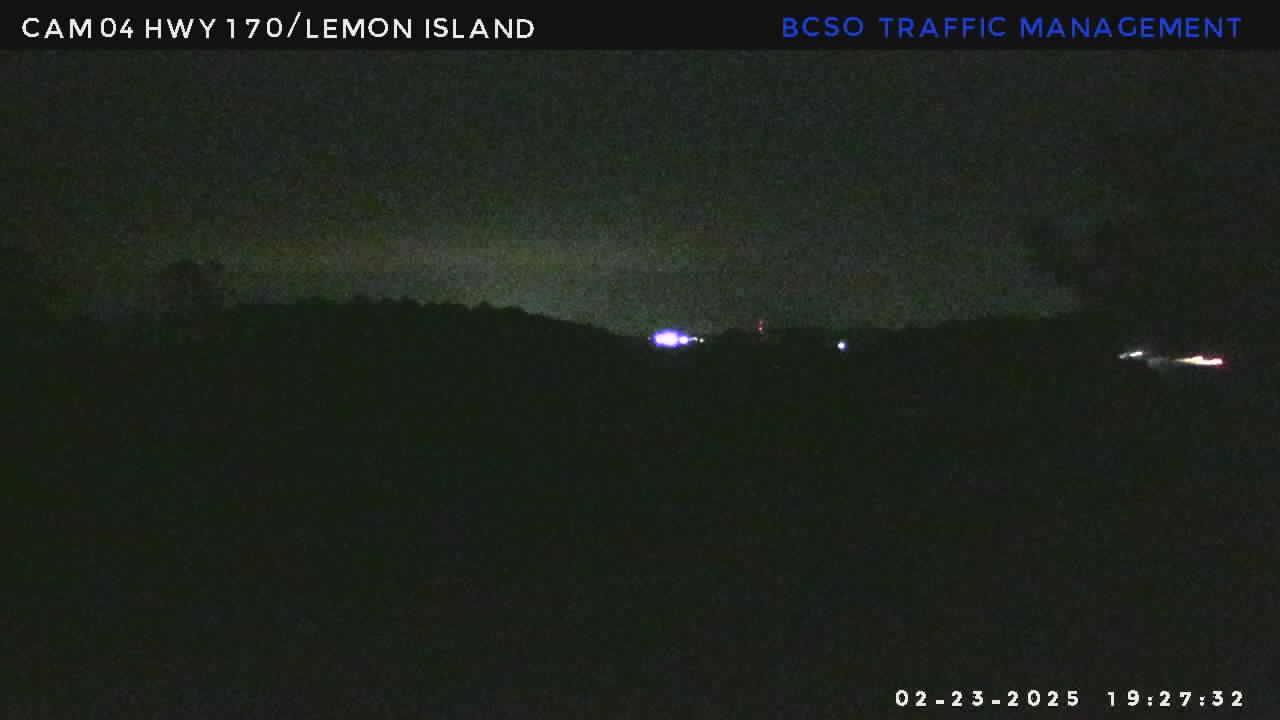 CAM04 HWY 170/LEMON ISLAND
BCSO TRAFFIC MANAGEMENT
02-23-2025 19:27:32